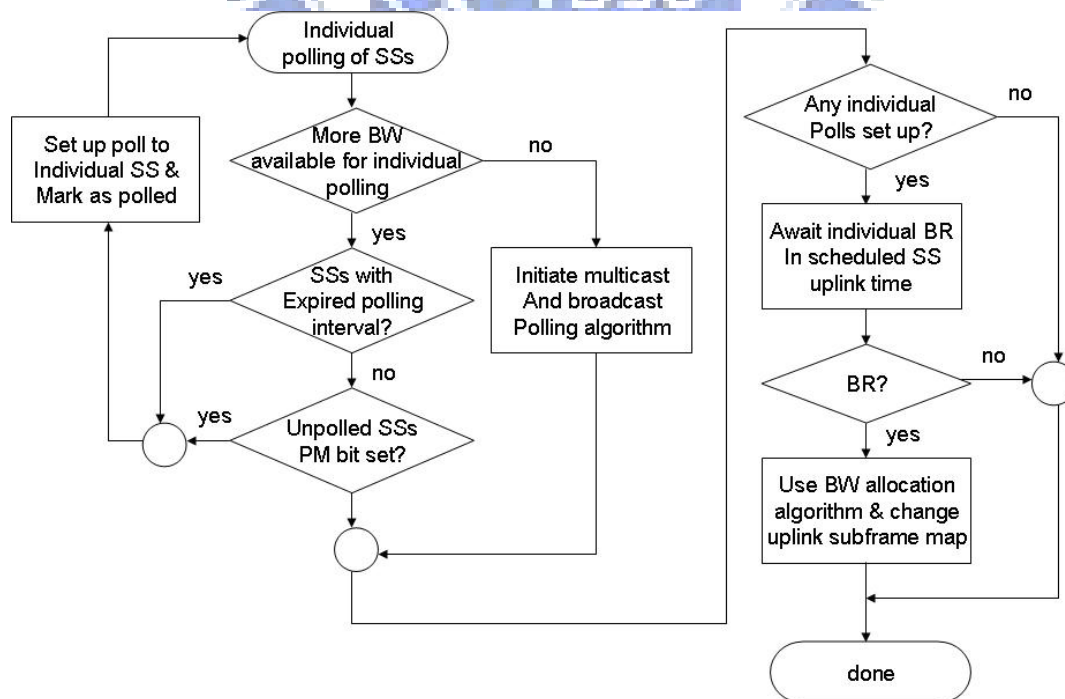 Individual
polling of SSs
Set up poll to
Individual SS &
Mark as polled
More BW
available for individual
polling
no
yes
yes
SSs with
Expired polling
interval?
Initiate multicast
And broadcast
Polling algorithm
no
yes
Unpolled SSs
PM bit set?
Any individual
Polls set up?
no
yes
Await individual BR
In scheduled SS
uplink time
BR?
no
yes
Use BW allocation
algorithm & change
uplink subframe map
done